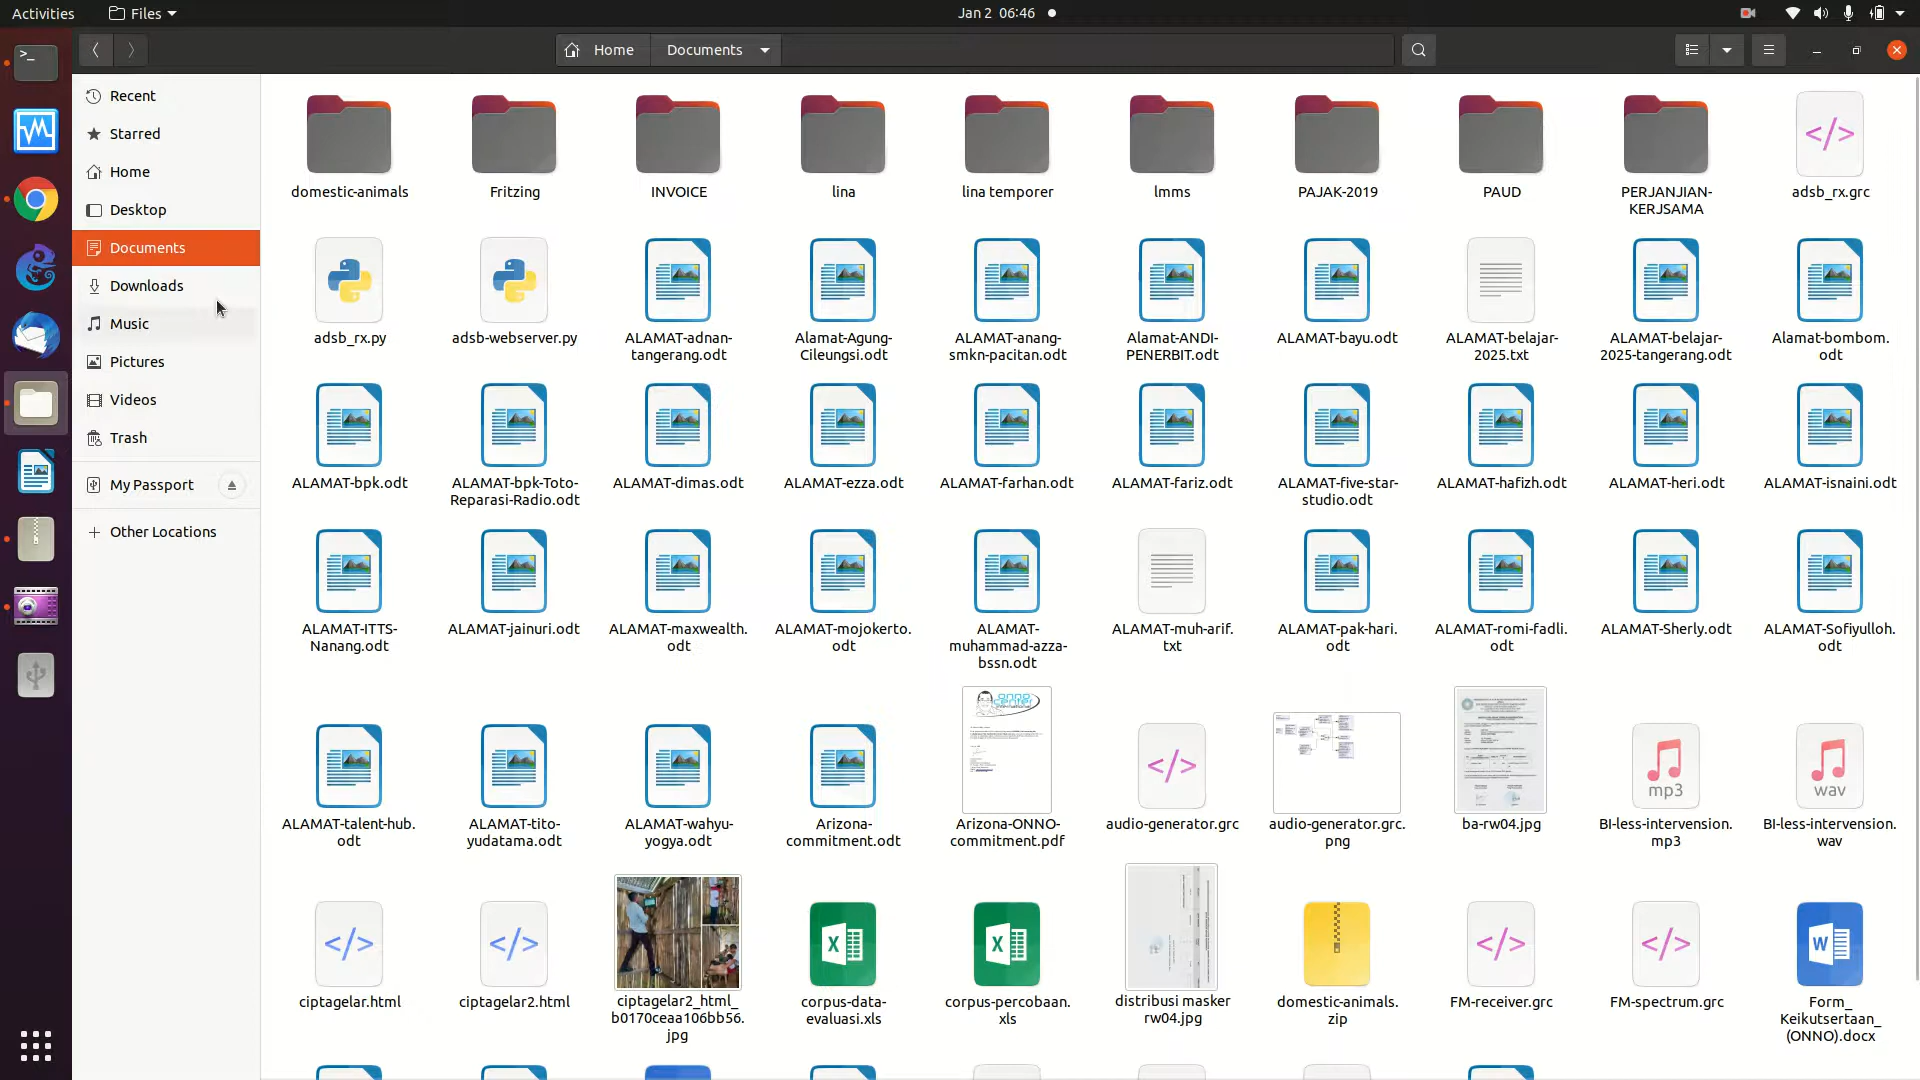 Activities
Files
Jan 2 06:46
Home
Documents
Recent
Starred
Home
Desktop
Documents
Downloads
Music
Pictures
Videos
Trash
My Passport
Other Locations
domestic-animals
Fritzing
INVOICE
lina
lina temporer
lmms
PAJAK-2019
PAUD
PERJANJIAN-
KERJSAMA
adsb_rx.grc
adsb_rx.py
adsb-webserver.py
ALAMAT-adnan-
tangerang.odt
Alamat-Agung-
Cileungsi.odt
ALAMAT-anang-
smkn-pacitan.odt
Alamat-ANDI-
PENERBIT.odt
ALAMAT-bayu.odt
ALAMAT-belajar-
2025.txt
ALAMAT-belajar-
2025-tangerang.odt
Alamat-bombom.
odt
ALAMAT-bpk.odt
ALAMAT-bpk-Toto-
Reparasi-Radio.odt
ALAMAT-dimas.odt
ALAMAT-ezza.odt
ALAMAT-farhan.odt
ALAMAT-fariz.odt
ALAMAT-five-star-
studio.odt
ALAMAT-hafizh.odt
ALAMAT-heri.odt
ALAMAT-isnaini.odt
ALAMAT-ITTS-
Nanang.odt
ALAMAT-jainuri.odt
ALAMAT-maxwealth.
odt
ALAMAT-mojokerto.
odt
ALAMAT-
muhammad-azza-
bssn.odt
ALAMAT-muh-arif.
txt
ALAMAT-pak-hari.
odt
ALAMAT-romi-fadli.
odt
ALAMAT-Sherly.odt
ALAMAT-Sofiyulloh.
odt
ALAMAT-talent-hub.
odt
ALAMAT-tito-
yudatama.odt
ALAMAT-wahyu-
yogya.odt
Arizona-
commitment.odt
onno
center
Arizona-ONNO-
commitment.pdf
audio-generator.grc
audio-generator.grc.
png
ba-rw04.jpg
mp3
BI-less-intervension.
mp3
wav
BI-less-intervension.
wav
ciptagelar.html
ciptagelar2.html
ciptagelar2_html_
b0170ceaa106bb56.
jpg
X
corpus-data-
evaluasi.xls
X
corpus-percobaan.
xls
distribusi masker
rw04.jpg
domestic-animals.
zip
FM-receiver.grc
FM-spectrum.grc
W
Form_
Keikutsertaan_
(ONNO).docx